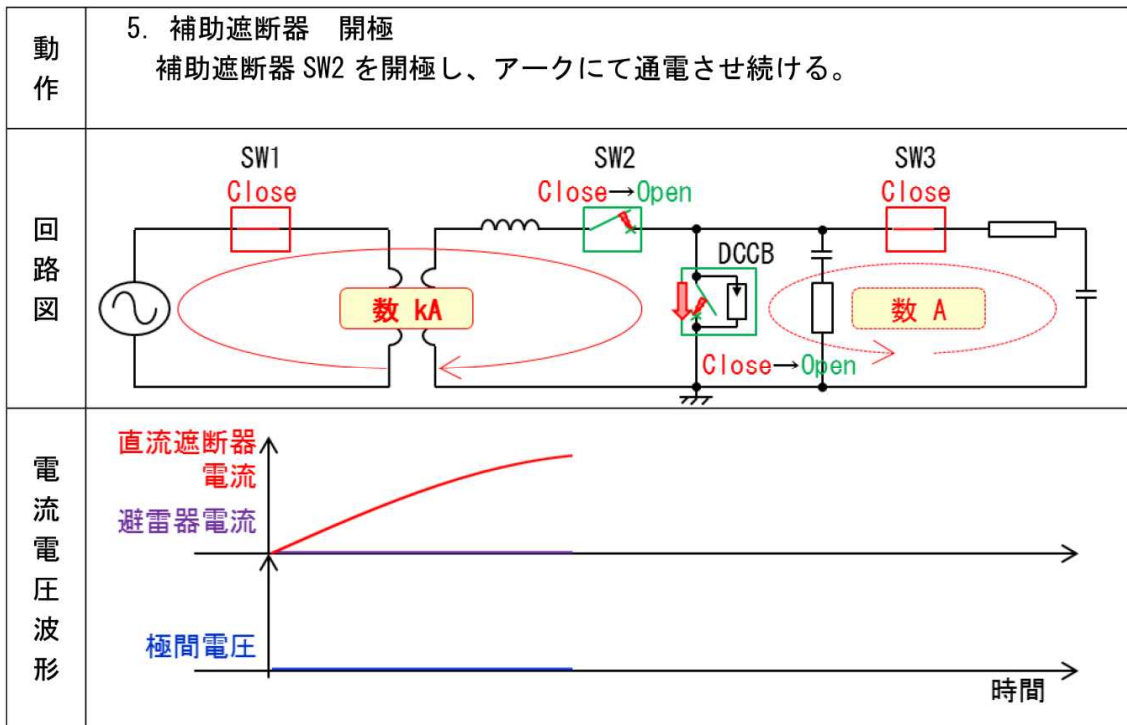 動作
5. 補助遮断器 開極
補助遮断器 SW2 を開極し、アークにて通電させ続ける。
回路図
SW1
Close
SW2
Close→Open
SW3
Close
DCCB
数 kA
数 A
Close→Open
電流電圧波形
直流遮断器
電流
避雷器電流
極間電圧
時間